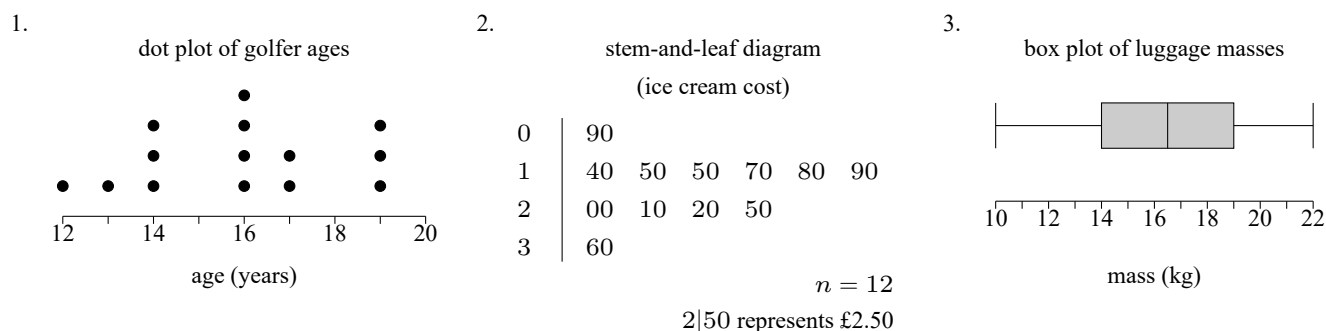 1.
dot plot of golfer ages
12 14 16 18 20
age (years)
2.
stem-and-leaf diagram
(ice cream cost)
0 90
1 40 50 50 70 80 90
2 00 10 20 50
3 60
n = 12
2|50 represents £2.50
3.
box plot of luggage masses
10 12 14 16 18 20 22
mass (kg)